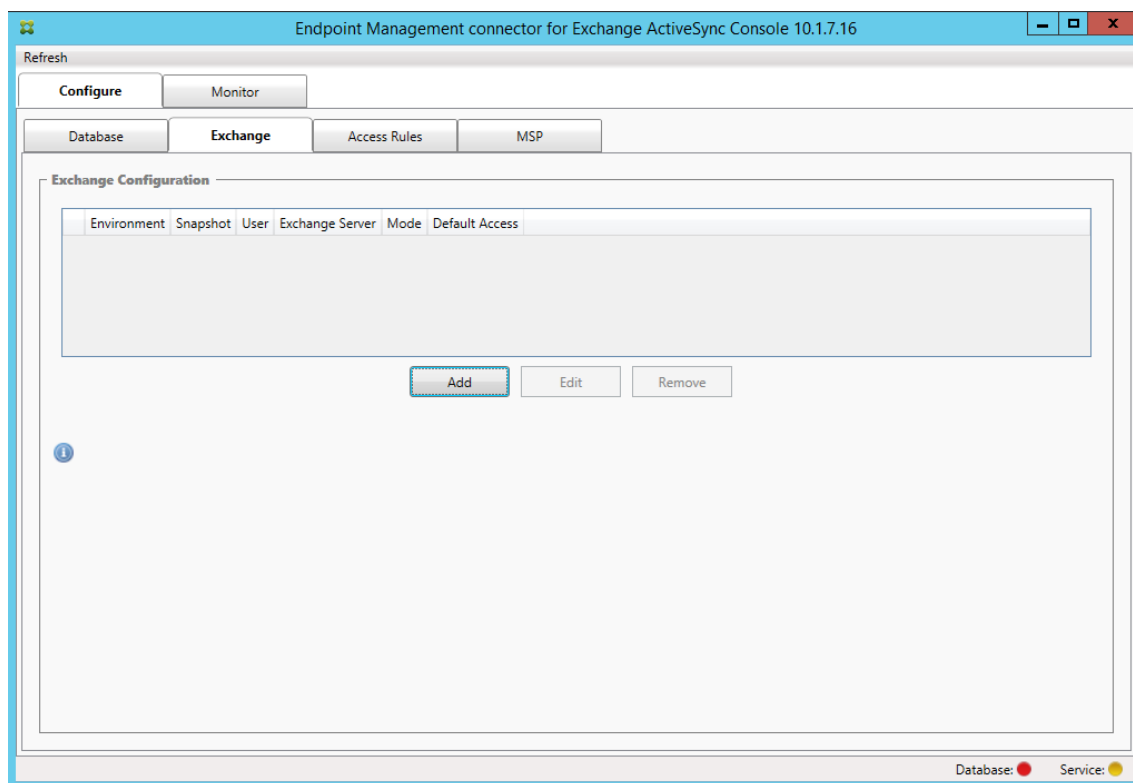 Endpoint Management connector for Exchange ActiveSync Console 10.1.7.16
Refresh
Configure Monitor
Database Exchange Access Rules MSP
Exchange Configuration
Environment Snapshot User Exchange Server Mode Default Access
Add Edit Remove
Database: Service: